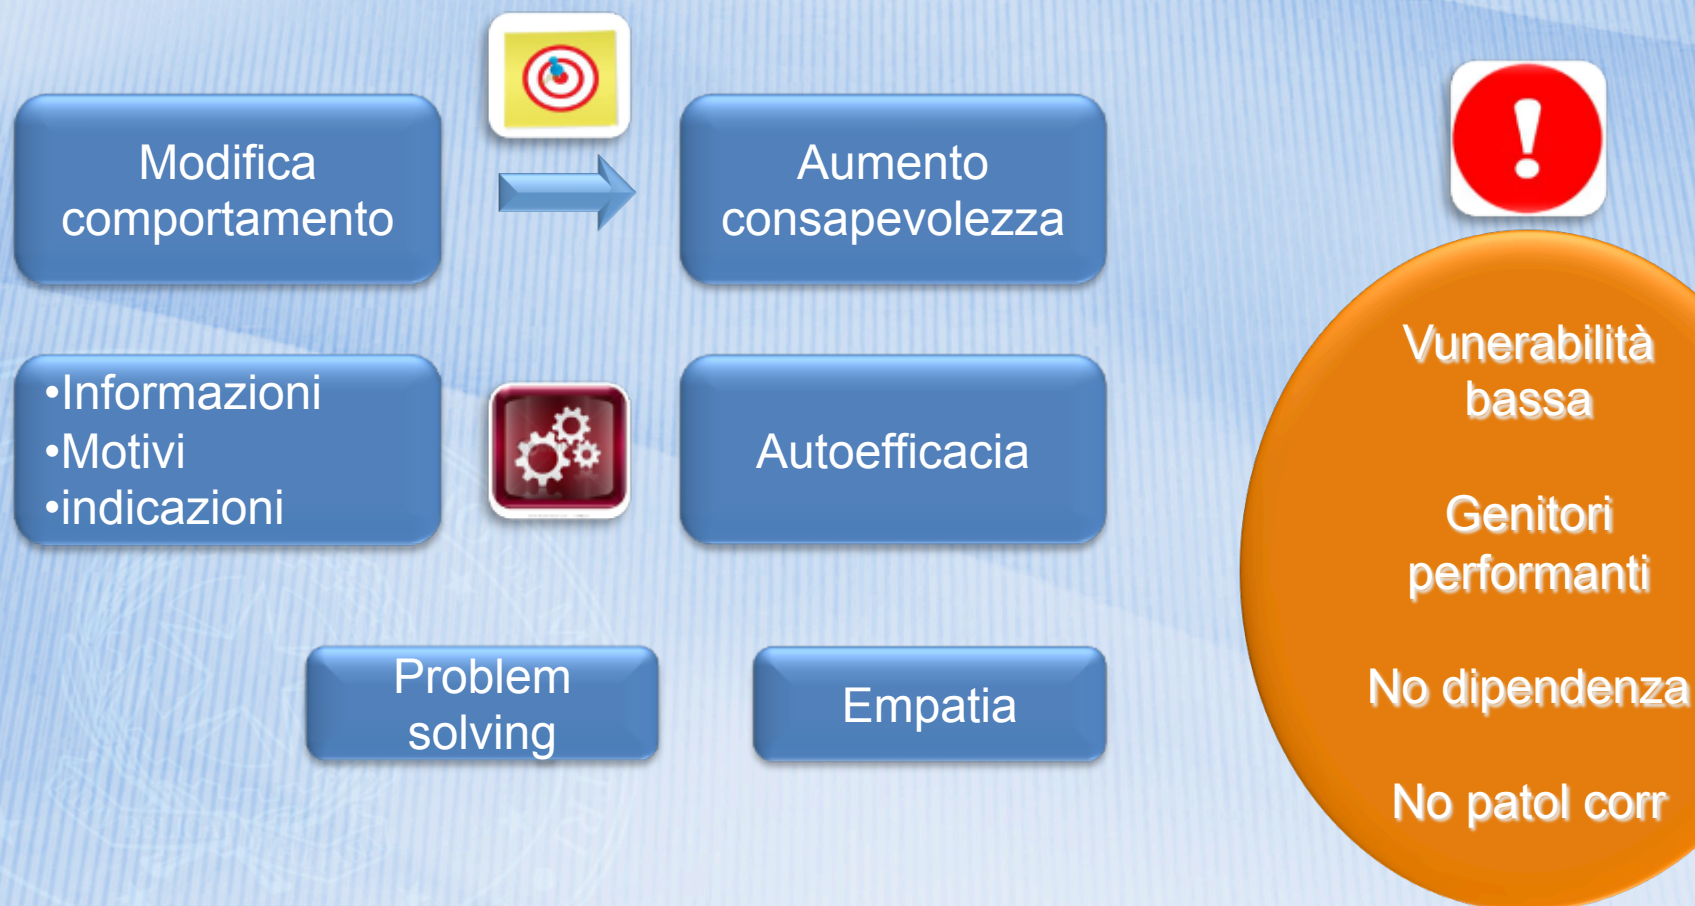 Modifica
comportamento
Aumento
consapevolezza
•Informazioni
•Motivi
•indicazioni
Autoefficacia
Problem
solving
Empatia
!
Vunerabilità
bassa
Genitori
performanti
No dipendenza
No patol corr